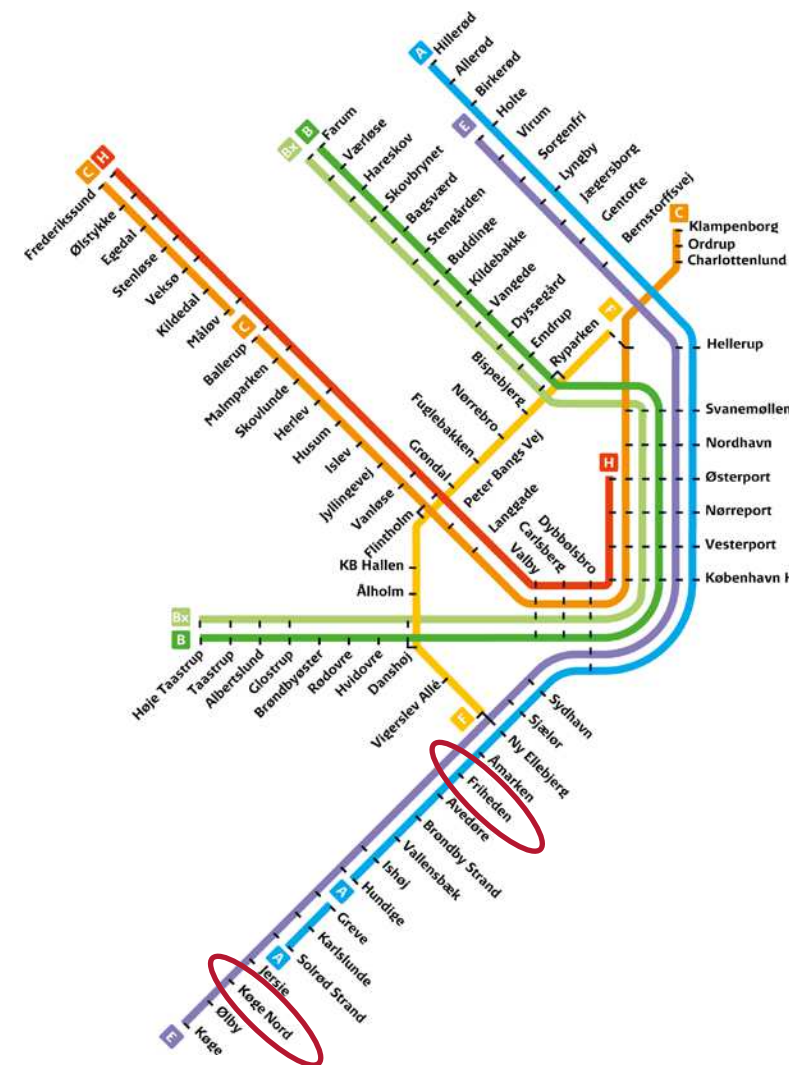 A
Hillerød
Allerød
Birkerød
Holte
E
Virum
Sorgenfri
Lyngby
Jægersborg
Gentofte
Bernstorffsvej
C
Klampenborg
Ordrup
Charlottenlund
Bx
B
Farum
Værløse
Hareskov
Skovbrynet
Bagsværd
Stengården
Buddinge
Kildebakke
Vangede
Dyssegård
Emdrup
F
Ryparken
Bispebjerg
Nørrebro
Fuglebakken
Grøndal
C
H
Frederikssund
Ølstykke
Egedal
Stenløse
Veksø
Kildedal
Måløv
C
Ballerup
Malmparken
Skovlunde
Herlev
Husum
Islev
Jyllingevej
Vanløse
Flintholm
Peter Bangs Vej
Langgade
Valby
Carlsberg
Dybbølsbro
H
Hellerup
Svanemøllen
Nordhavn
Østerport
Nørreport
Vesterport
København H
KB Hallen
Ålholm
Bx
B
Høje Taastrup
Taastrup
Albertslund
Glostrup
Brøndbyøster
Rødovre
Hvidovre
Danshøj
Vigerslev Allé
F
Sydhavn
Sjælør
Ny Ellebjerg
Åmarken
Friheden
Avedøre
Brøndby Strand
Vallensbæk
Ishøj
A
Hundige
Greve
Karlslunde
A
Solrød Strand
Jersie
Køge Nord
Ølby
E
Køge